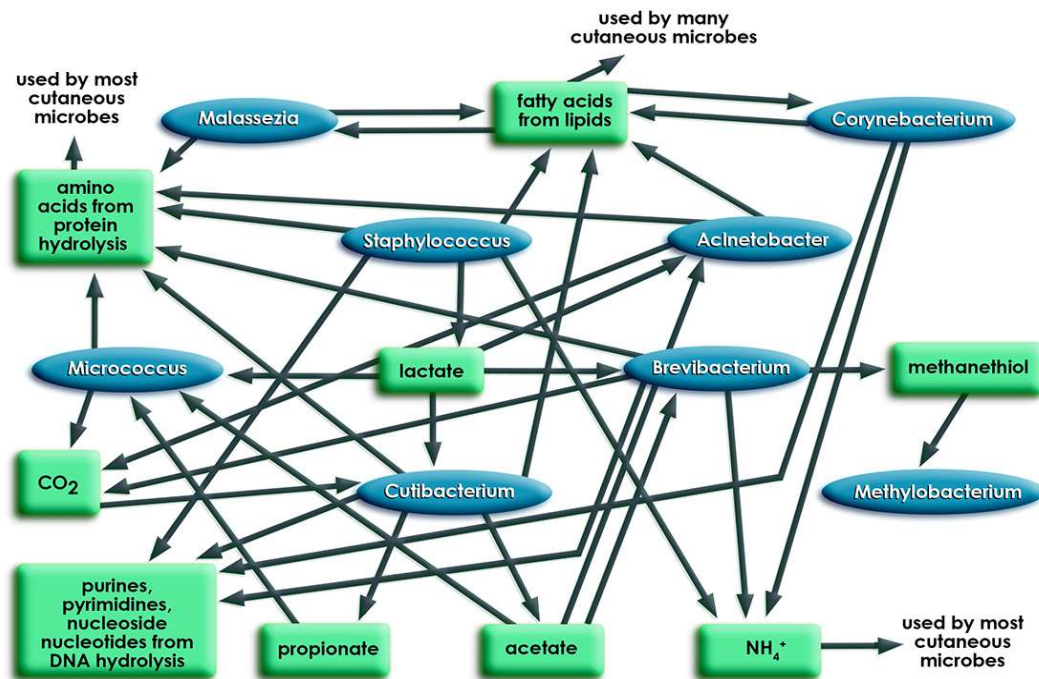 used by many
cutaneous microbes
used by most
cutaneous
microbes
Malassezia
fatty acids
from lipids
Corynebacterium
amino
acids from
protein
hydrolysis
Staphylococcus
AcInetobacter
Micrococcus
lactate
Brevibacterium
methanethiol
CO₂
Cutibacterium
Methylobacterium
purines,
pyrimidines,
nucleoside
nucleotides from
DNA hydrolysis
propionate
acetate
NH₄⁺
used by most
cutaneous
microbes